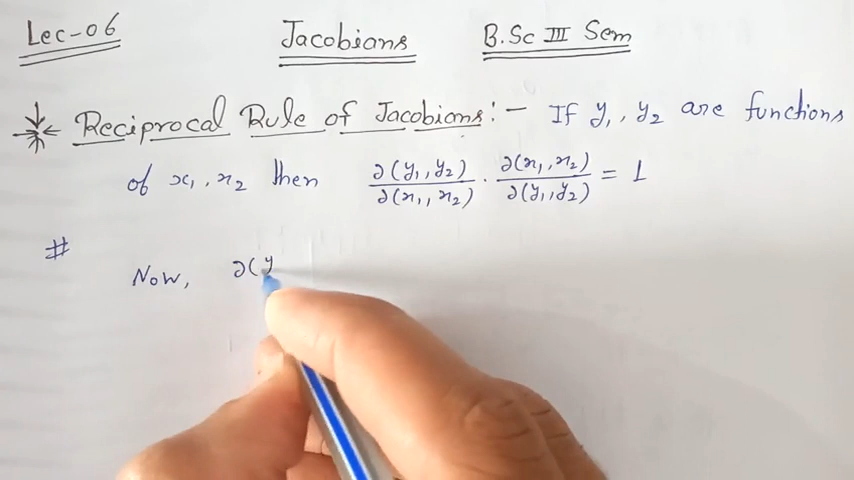 Lec-06 Jacobians B.Sc III Sem
Reciprocal Rule of Jacobians :- If y₁, y₂ are functions
of x₁, x₂ then ∂(y₁, y₂)/∂(x₁, x₂) · ∂(x₁, x₂)/∂(y₁, y₂) = 1
#
Now, ∂(y